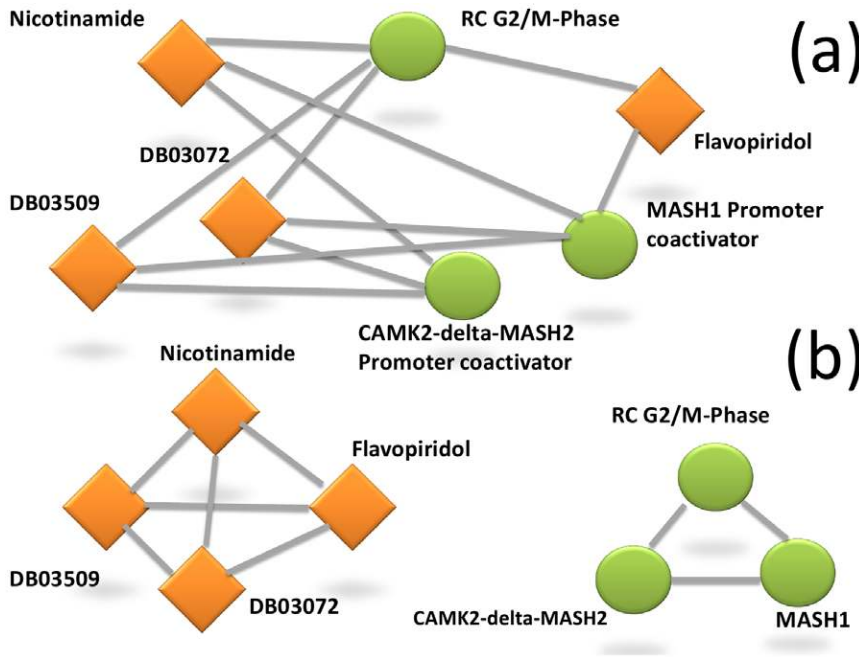 Nicotinamide
RC G2/M-Phase
(a)
DB03072
Flavopiridol
DB03509
MASH1 Promoter
coactivator
CAMK2-delta-MASH2
Promoter coactivator
(b)
Nicotinamide
RC G2/M-Phase
Flavopiridol
DB03509
DB03072
CAMK2-delta-MASH2
MASH1